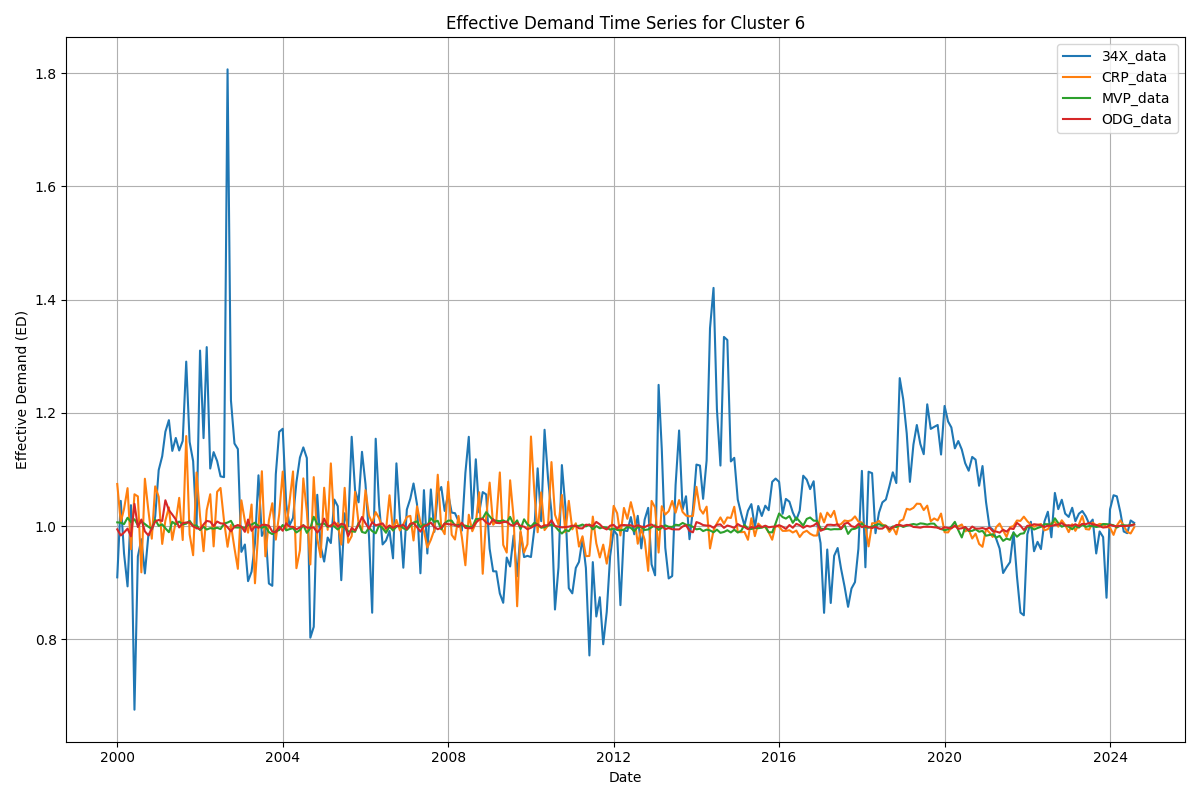 Effective Demand Time Series for Cluster 6
34X_data
CRP_data
MVP_data
ODG_data
Effective Demand (ED)
1.8
1.6
1.4
1.2
1.0
0.8
2000
2004
2008
2012
2016
2020
2024
Date